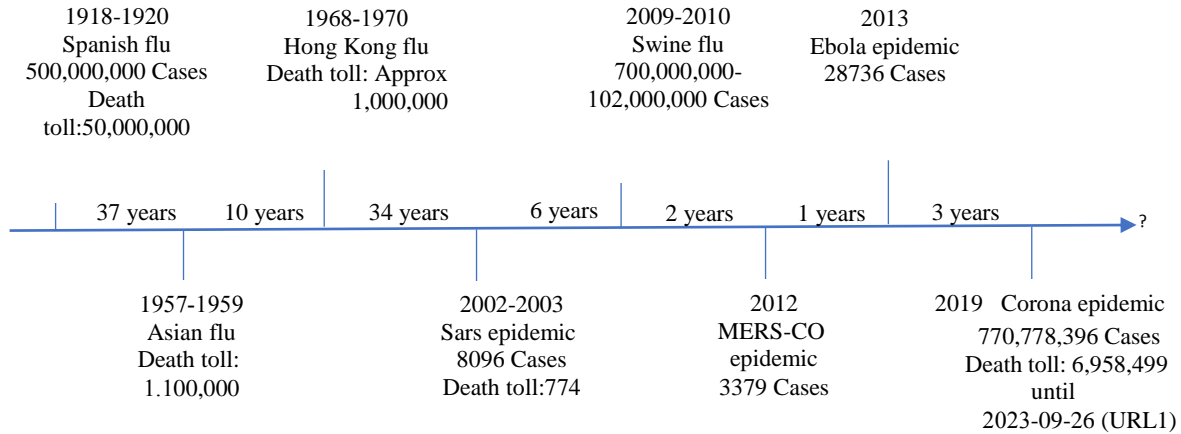 1918-1920
Spanish flu
500,000,000 Cases
Death
toll:50,000,000
1968-1970
Hong Kong flu
Death toll: Approx
1,000,000
2009-2010
Swine flu
700,000,000-
102,000,000 Cases
2013
Ebola epidemic
28736 Cases
37 years
10 years
34 years
6 years
2 years
1 years
3 years
?
1957-1959
Asian flu
Death toll:
1.100,000
2002-2003
Sars epidemic
8096 Cases
Death toll:774
2012
MERS-CO
epidemic
3379 Cases
2019 Corona epidemic
770,778,396 Cases
Death toll: 6,958,499
until
2023-09-26 (URL1)